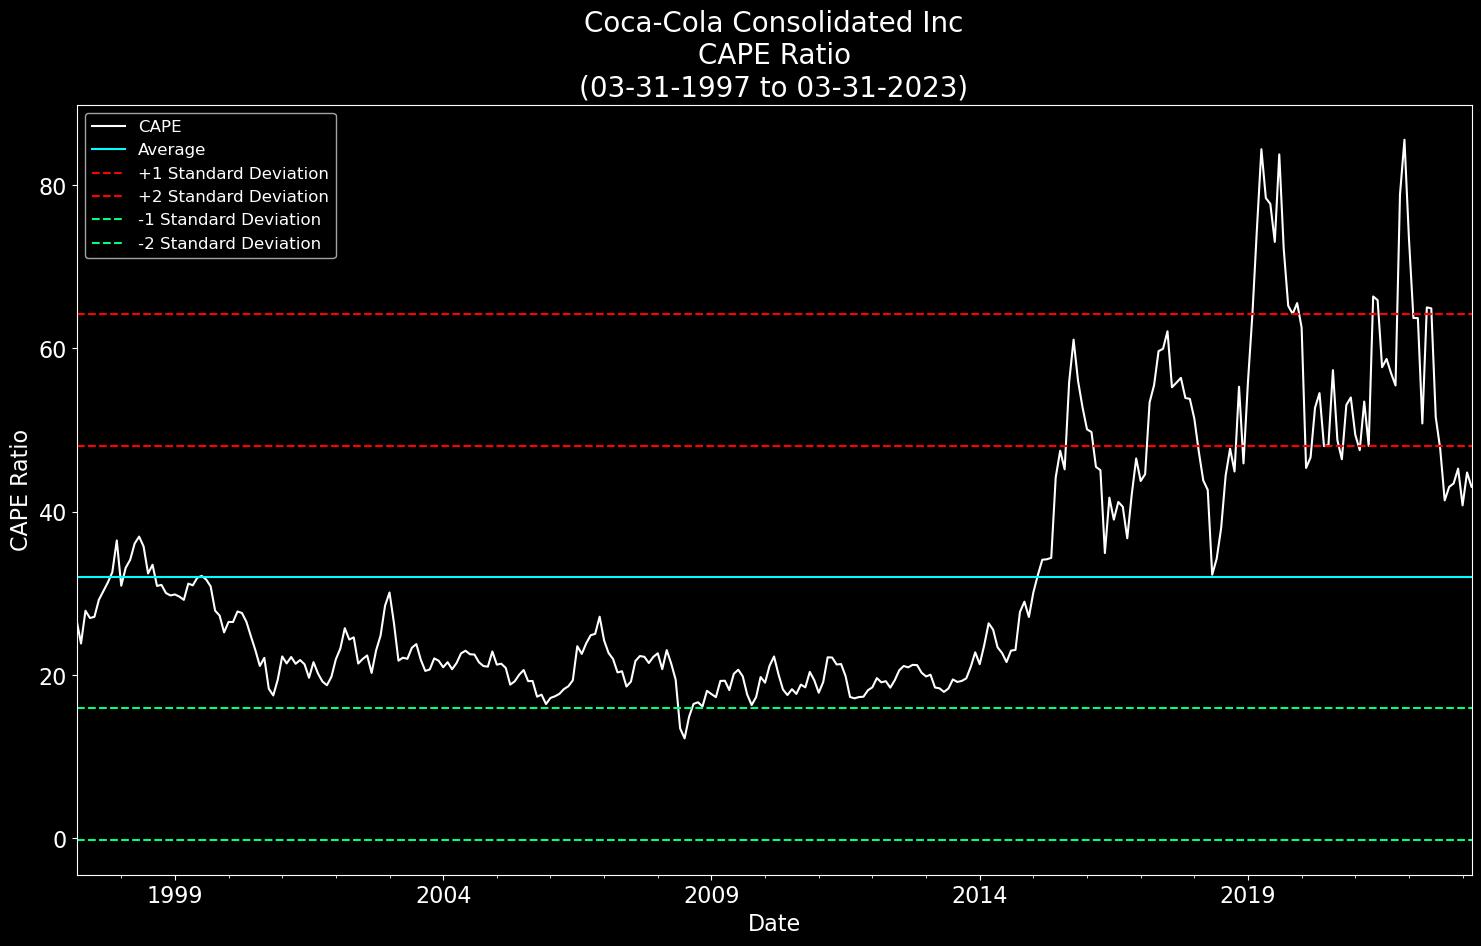 Coca-Cola Consolidated Inc
CAPE Ratio
(03-31-1997 to 03-31-2023)
CAPE
Average
+1 Standard Deviation
+2 Standard Deviation
-1 Standard Deviation
-2 Standard Deviation
CAPE Ratio
80
60
40
20
0
1999
2004
2009
2014
2019
Date